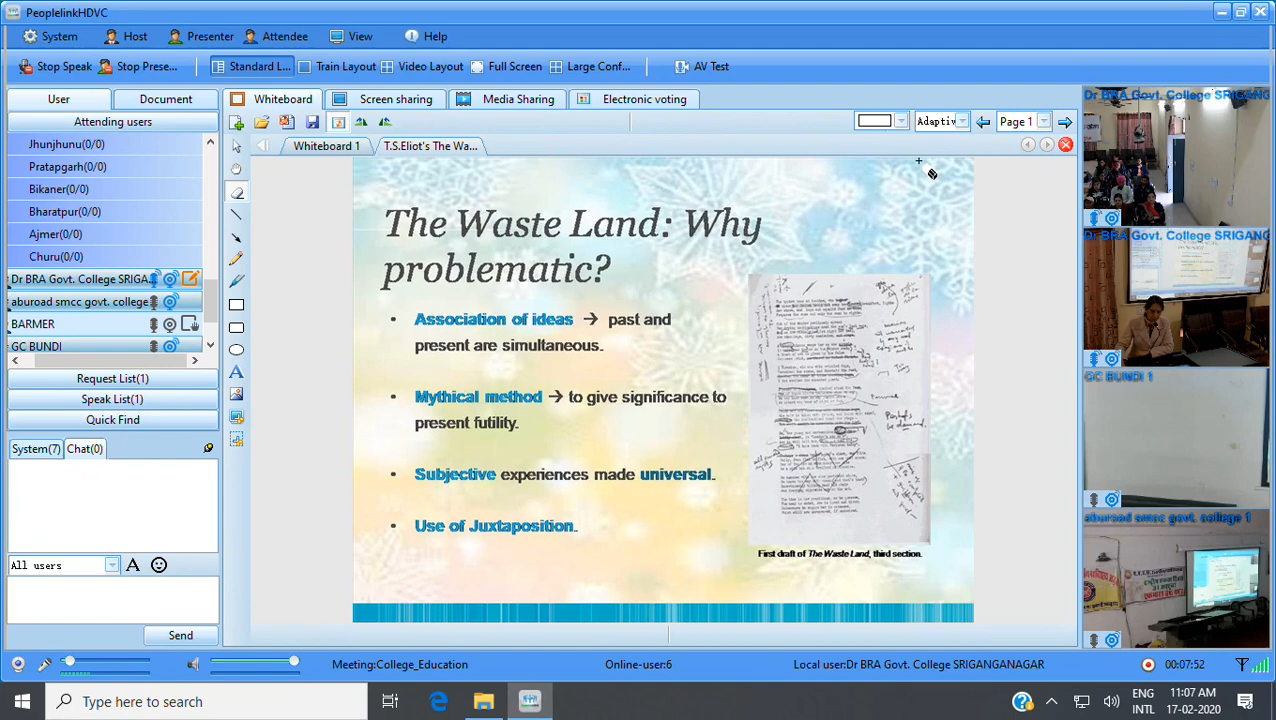 PeoplelinkHDVC
System Host Presenter Attendee View Help
Stop Speak Stop Prese... Standard L... Train Layout Video Layout Full Screen Large Conf... AV Test
User Document Whiteboard Screen sharing Media Sharing Electronic voting
Attending users
Adaptiv Page 1
Whiteboard 1 T.S.Eliot's The Wa...
Jhunjhunu(0/0)
Pratapgarh(0/0)
Bikaner(0/0)
Bharatpur(0/0)
Ajmer(0/0)
Churu(0/0)
Dr BRA Govt. College SRIGA...
aburoad smcc govt. college
BARMER
GC BUNDI
Request List(1)
Speak List(1)
Quick Find
System(7) Chat(0)
All users
Send
The Waste Land: Why
problematic?
• Association of ideas → past and
present are simultaneous.
• Mythical method → to give significance to
present futility.
• Subjective experiences made universal.
• Use of Juxtaposition.
First draft of The Waste Land, third section.
Dr BRA Govt. College SRIGANG
Dr BRA Govt. College SRIGANG
GC BUNDI 1
aburoad smcc govt. college 1
Meeting:College_Education Online-user:6 Local user:Dr BRA Govt. College SRIGANGANAGAR 00:07:52
Type here to search
ENG 11:07 AM
INTL 17-02-2020